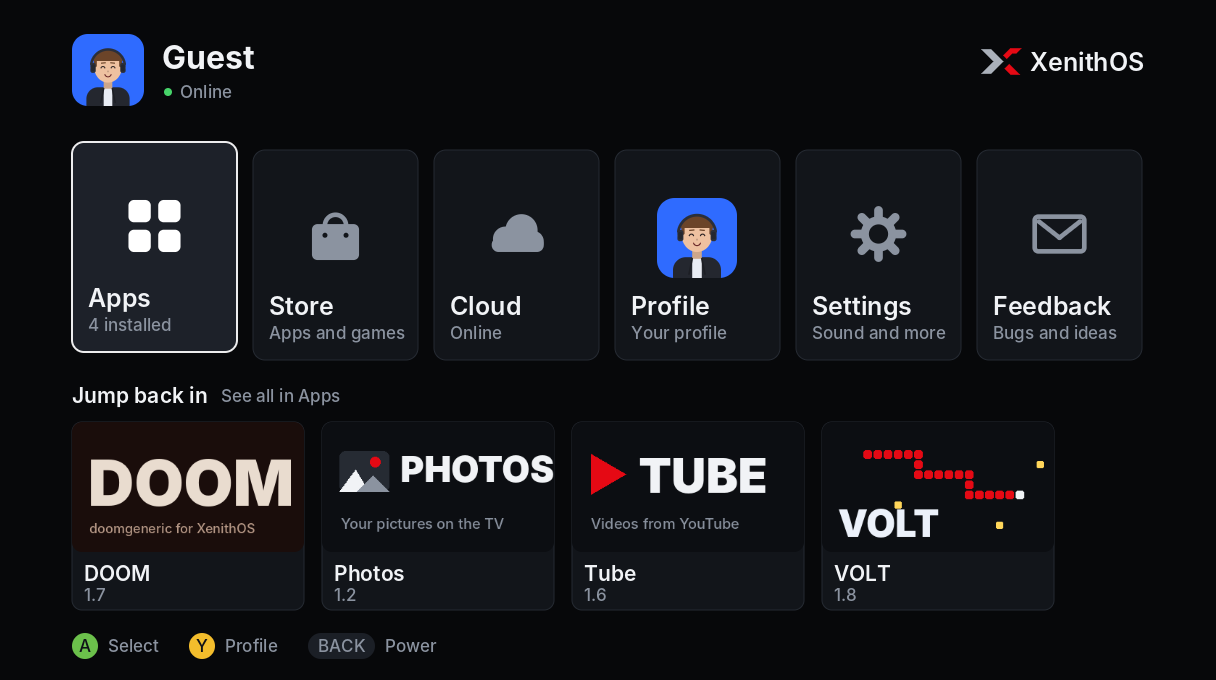 Guest
Online
XenithOS
Apps
4 installed
Store
Apps and games
Cloud
Online
Profile
Your profile
Settings
Sound and more
Feedback
Bugs and ideas
Jump back in See all in Apps
DOOM
doomgeneric for XenithOS
DOOM
1.7
PHOTOS
Your pictures on the TV
Photos
1.2
TUBE
Videos from YouTube
Tube
1.6
VOLT
VOLT
1.8
A Select Y Profile BACK Power